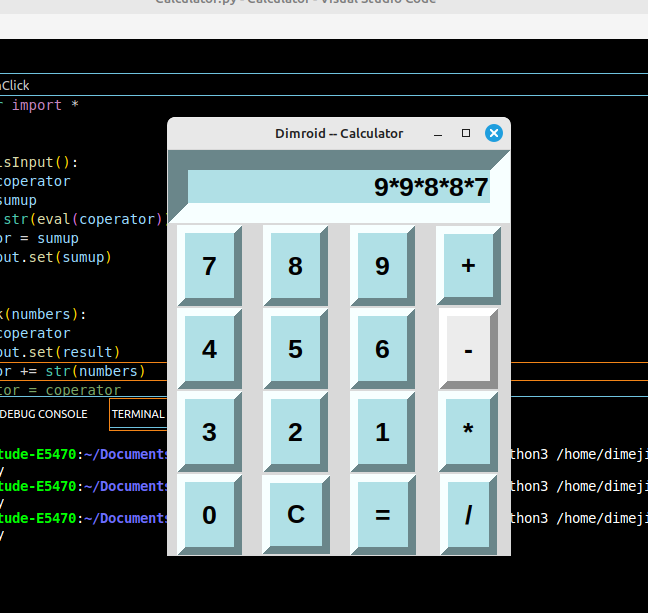 Calculator.py - Calculator - Visual Studio Code
nClick
r import *
isInput():
coperator
sumup
str(eval(coperator))
or = sumup
put.set(sumup)
k(numbers):
coperator
put.set(result)
or += str(numbers)
tor = coperator
DEBUG CONSOLE
TERMINAL
tude-E5470:~/Documents
thon3 /home/dimeji
y
tude-E5470:~/Documents
thon3 /home/dimeji
y
tude-E5470:~/Documents
thon3 /home/dimeji
y
Dimroid -- Calculator
9*9*8*8*7
7 8 9 +
4 5 6 -
3 2 1 *
0 C = /